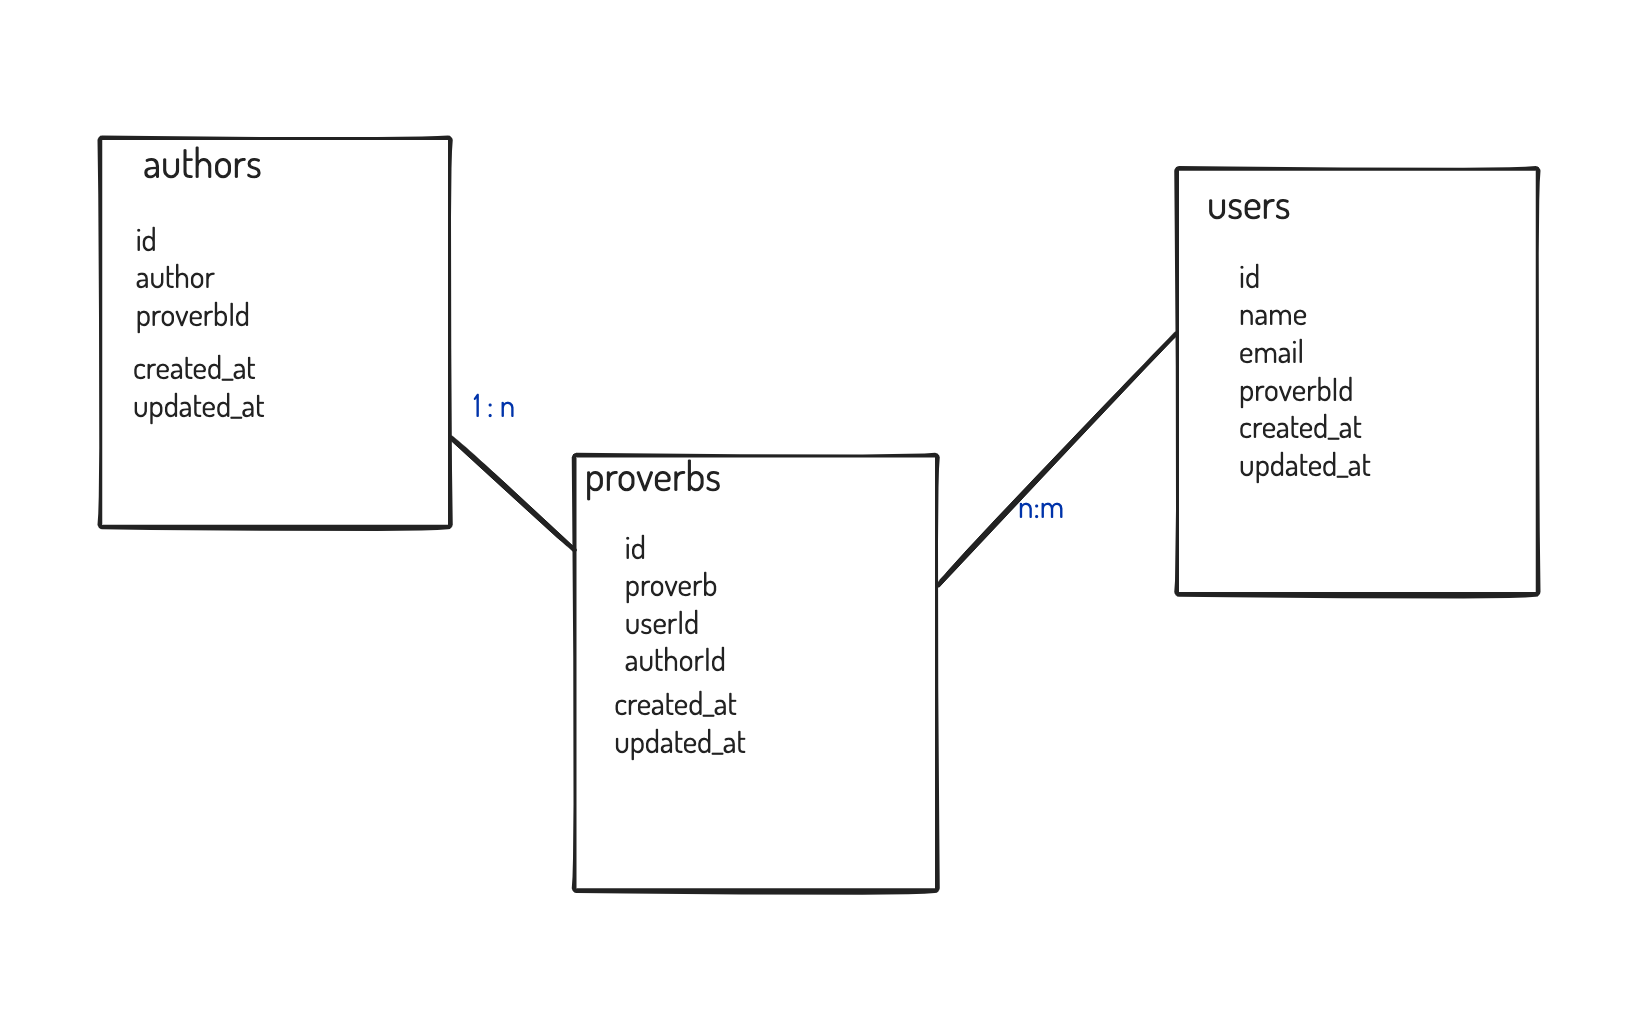 authors
id
author
proverbId
created_at
updated_at
1 : n
proverbs
id
proverb
userId
authorId
created_at
updated_at
n:m
users
id
name
email
proverbId
created_at
updated_at